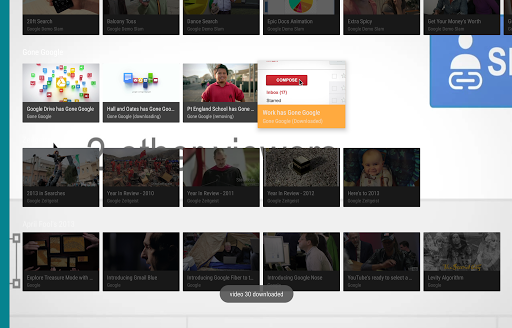 Drain Stuff
Google Demo Slam
Balcony Toss
Google Demo Slam
Dance Search
Google Demo Slam
Epic Docs Animation
Google Demo Slam
Extra Spicy
Google Demo Slam
Get Your Money's Worth
Google Demo Slam
Gone Google
COMPOSE
Inbox (17)
Starred
Google Drive has Gone Google
Gone Google
Hall and Oates has Gone Goo...
Gone Google (downloading)
Pt England School has Gone ...
Gone Google (removing)
Work has Gone Google
Gone Google (Downloaded)
2 other viewers
2013 in Searches
Google Zeitgeist
Year In Review - 2010
Google Zeitgeist
Year In Review - 2011
Google Zeitgeist
Year In Review - 2013
Google Zeitgeist
Here's to 2013
Google Zeitgeist
Explore Treasure Mode with ...
Google
Introducing Gmail Blue
Google
Introducing Google Fiber to t...
Google
Introducing Google Nose
Google
YouTube's ready to select a ...
Google
Levity Algorithm
Google
video 30 downloaded